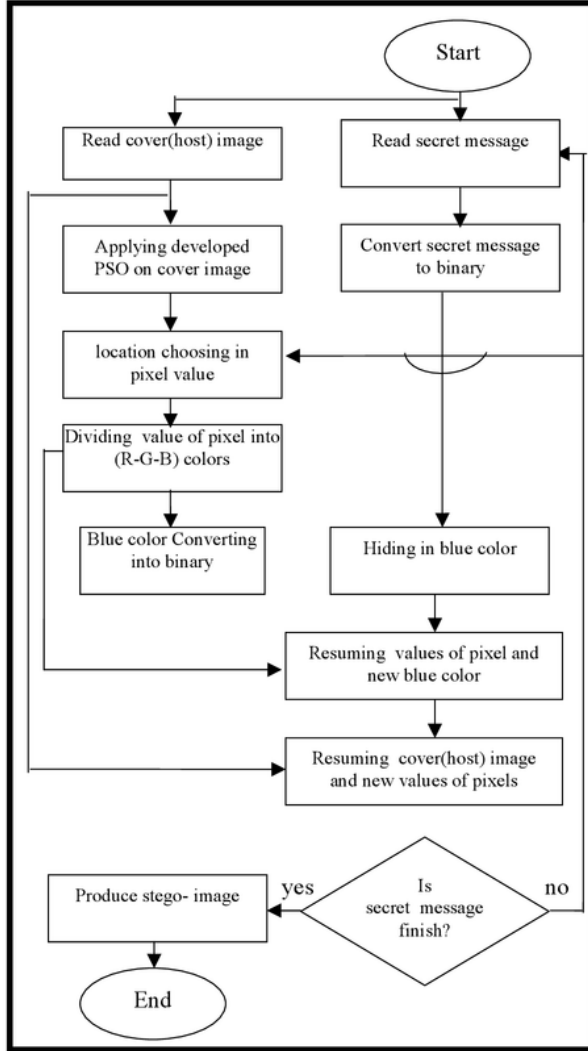 Start
Read cover(host) image
Read secret message
Applying developed
PSO on cover image
Convert secret message
to binary
location choosing in
pixel value
Dividing value of pixel into
(R-G-B) colors
Blue color Converting
into binary
Hiding in blue color
Resuming values of pixel and
new blue color
Resuming cover(host) image
and new values of pixels
Is
secret message
finish?
yes
no
Produce stego- image
End